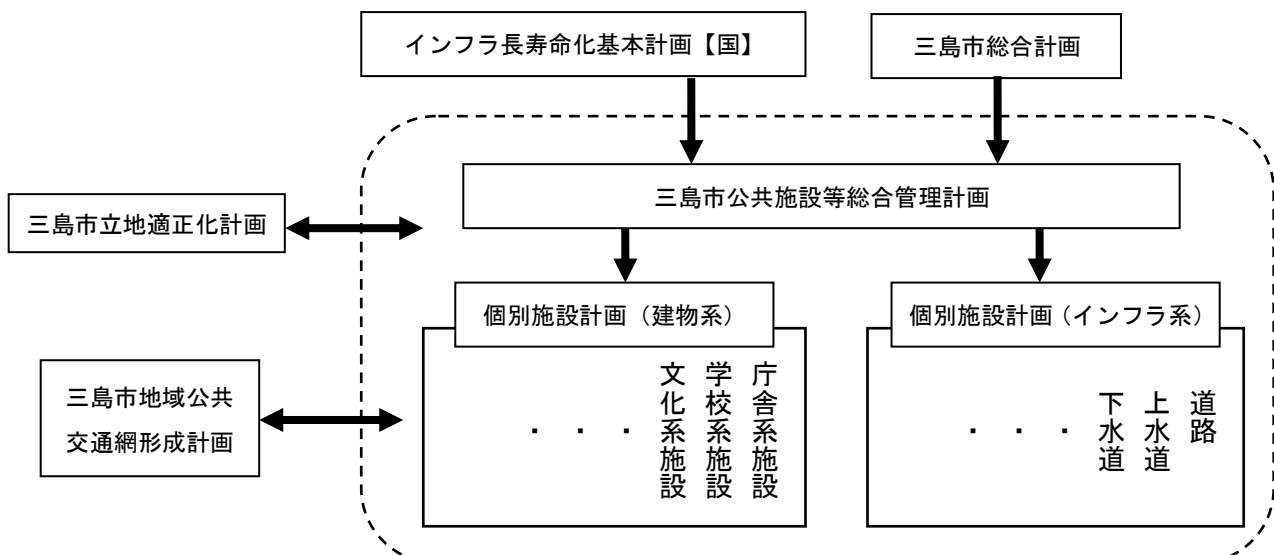 インフラ長寿命化基本計画【国】
三島市総合計画
三島市公共施設等総合管理計画
三島市立地適正化計画
個別施設計画（建物系）
個別施設計画（インフラ系）
三島市地域公共
交通網形成計画
庁舎系施設
学校系施設
文化系施設
・・・
道路
上水道
下水道
・・・